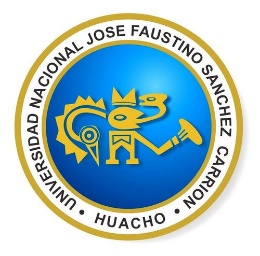 UNIVERSIDAD NACIONAL JOSE FAUSTINO SANCHEZ CARRION
• HUACHO •